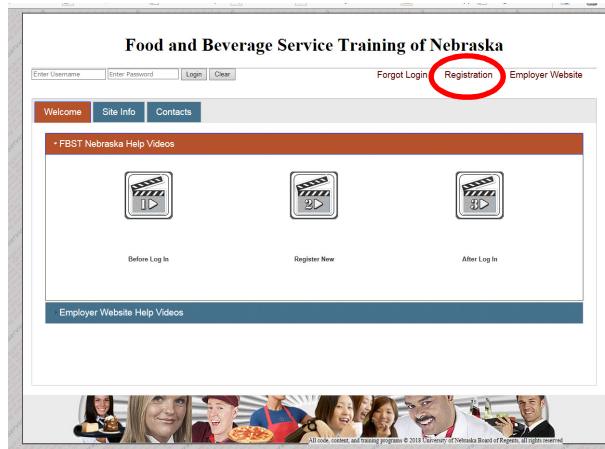 Food and Beverage Service Training of Nebraska
Enter Username Enter Password Login Clear Forgot Login Registration Employer Website
Welcome Site Info Contacts
FBST Nebraska Help Videos
1 2 3
Before Log In Register New After Log In
Employer Website Help Videos
All code, content, and training programs © 2018 University of Nebraska Board of Regents, all rights reserved